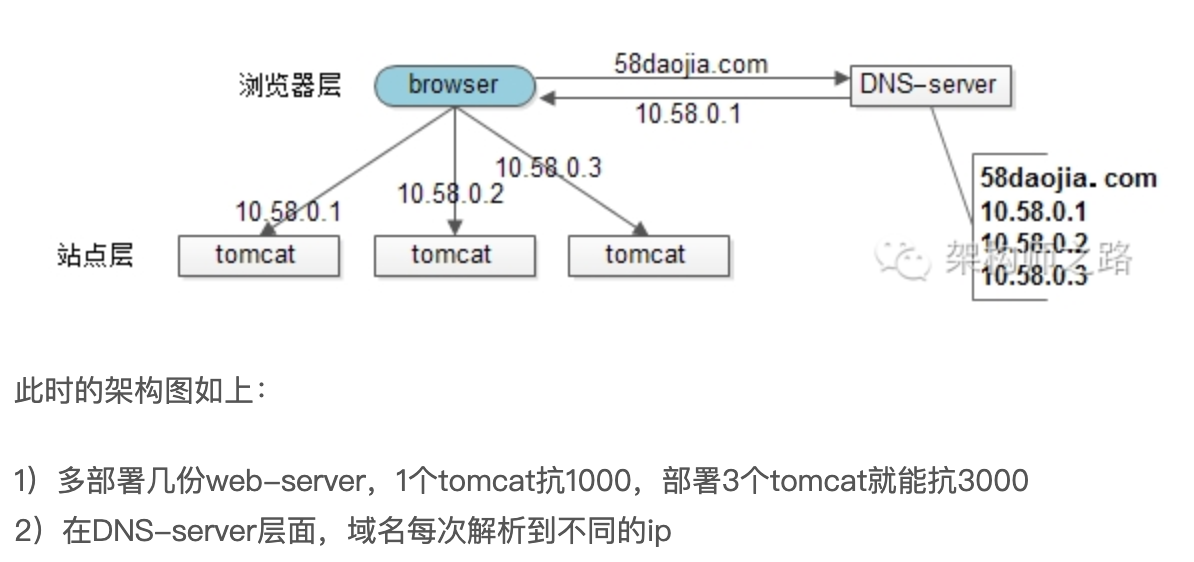 浏览器层 browser 58daojia.com DNS-server
10.58.0.1
10.58.0.3
10.58.0.2
10.58.0.1
站点层 tomcat tomcat tomcat
58daojia.com
10.58.0.1
10.58.0.2
10.58.0.3
架构师之路
此时的架构图如上：
1）多部署几份web-server，1个tomcat抗1000，部署3个tomcat就能抗3000
2）在DNS-server层面，域名每次解析到不同的ip